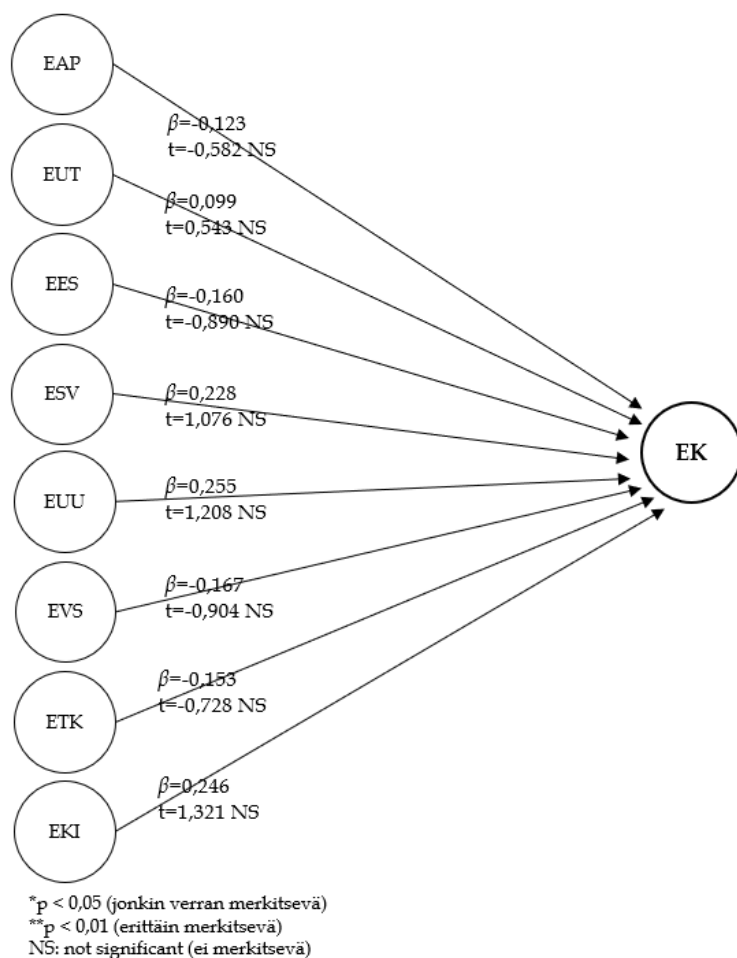 EAP
β=-0,123
t=-0,582 NS
EUT
β=0,099
t=0,543 NS
EES
β=-0,160
t=-0,890 NS
ESV
β=0,228
t=1,076 NS
EK
EUU
β=0,255
t=1,208 NS
EVS
β=-0,167
t=-0,904 NS
ETK
β=-0,153
t=-0,728 NS
EKI
β=0,246
t=1,321 NS
*p < 0,05 (jonkin verran merkitsevä)
**p < 0,01 (erittäin merkitsevä)
NS: not significant (ei merkitsevä)